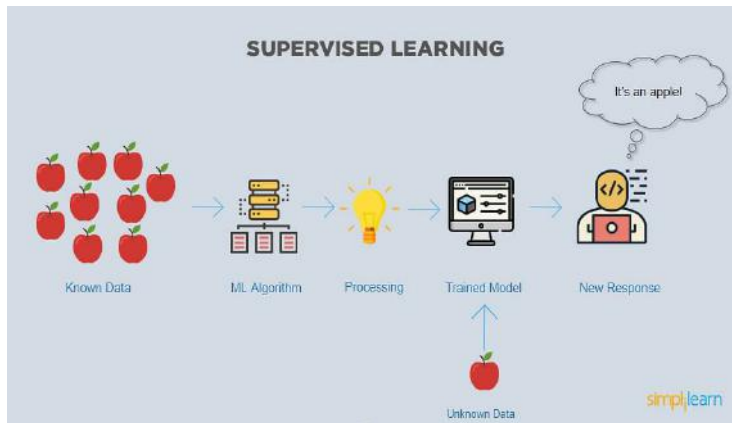 SUPERVISED LEARNING
It's an apple!
Known Data
ML Algorithm
Processing
Trained Model
New Response
Unknown Data
simplilearn